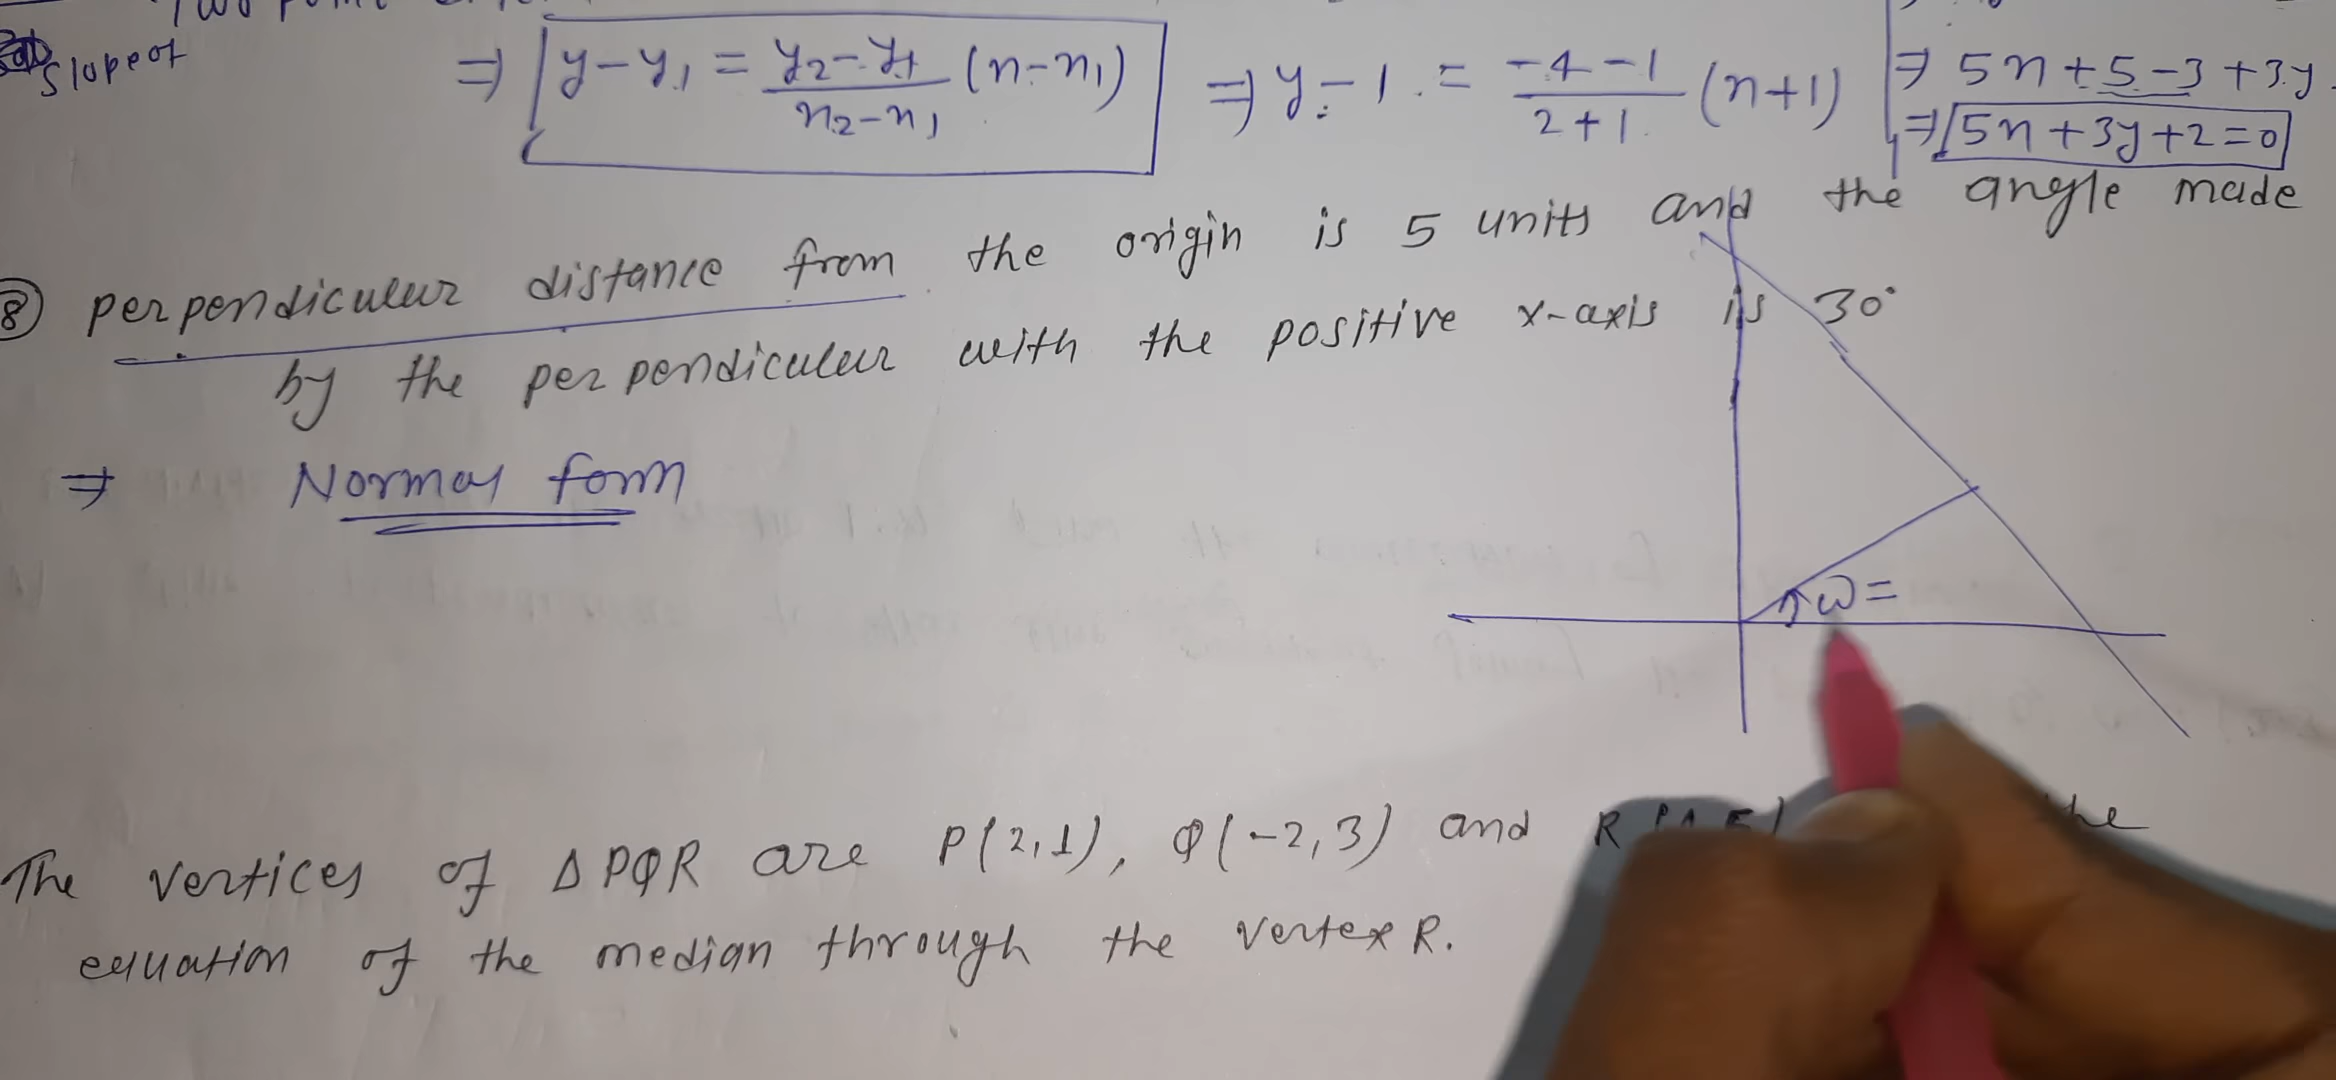 Slope of
⇒ y-y₁ = y₂-y₁/x₂-x₁ (x-x₁) ⇒ y-1 = -4-1/2+1 (x+1)
⇒ 5x+5-3+3y
⇒ 5x+3y+2=0
⑧ perpendicular distance from the origin is 5 units and the angle made
by the perpendicular with the positive x-axis is 30°
⇒ Normal form
ω =
The vertices of Δ PQR are P(2,1), Q(-2,3) and R the
equation of the median through the vertex R.